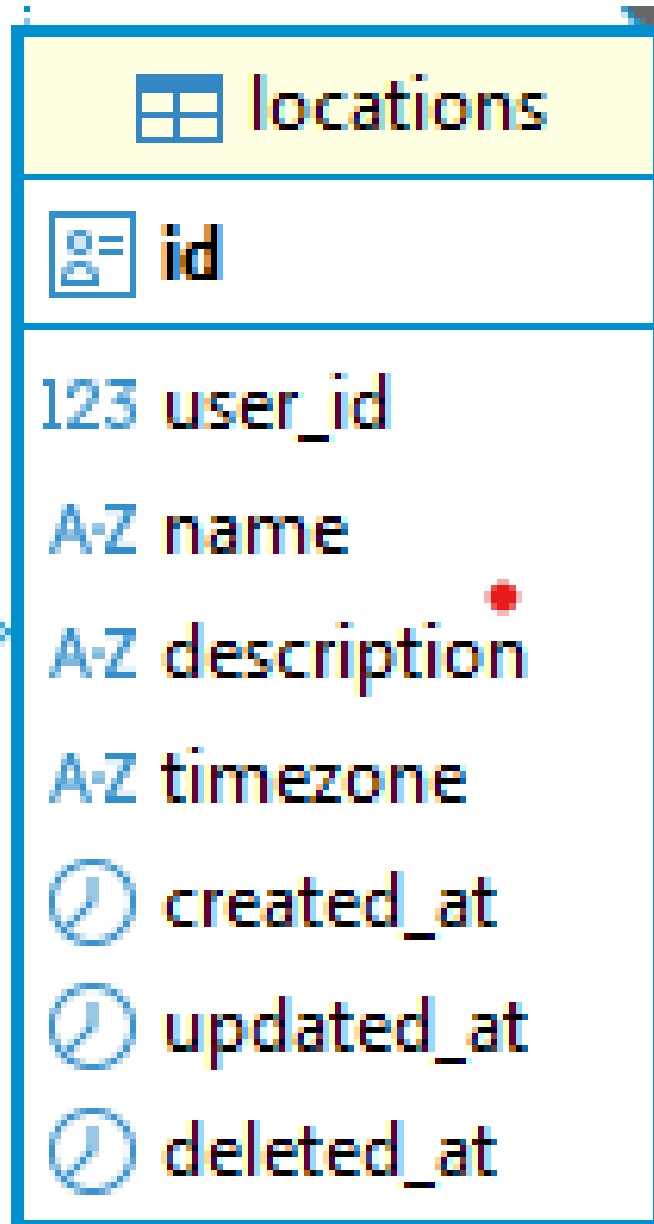 locations
id
123 user_id
A-Z name
A-Z description
A-Z timezone
created_at
updated_at
deleted_at